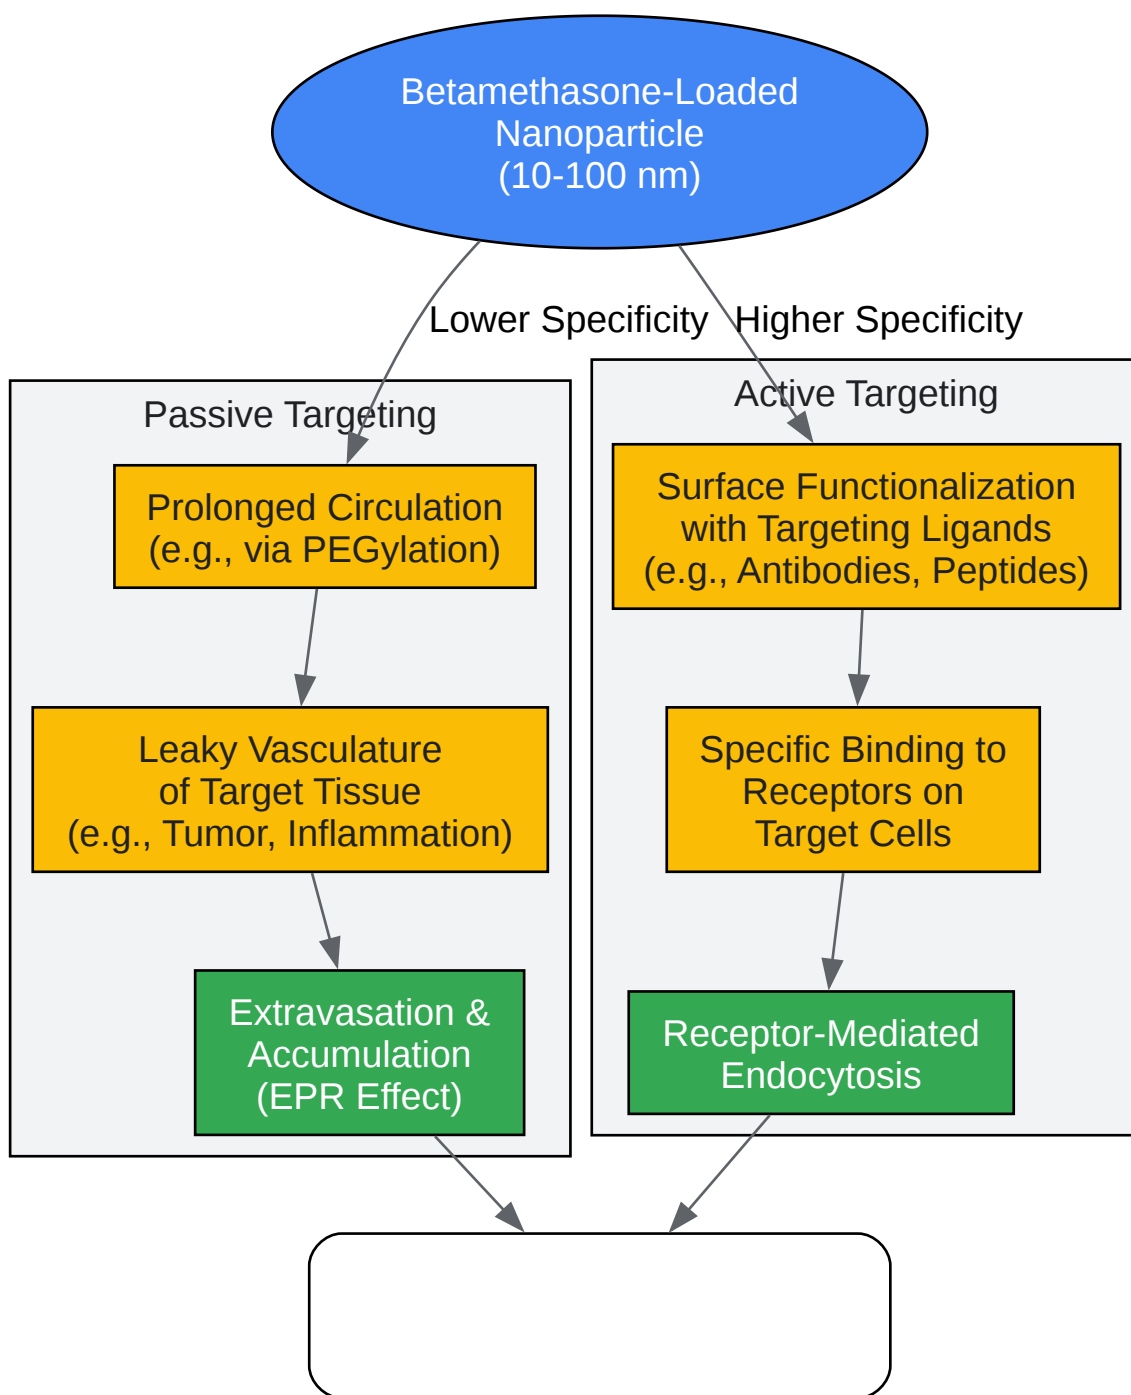 Betamethasone-Loaded
Nanoparticle
(10-100 nm)
Lower Specificity
Higher Specificity
Passive Targeting
Prolonged Circulation
(e.g., via PEGylation)
Leaky Vasculature
of Target Tissue
(e.g., Tumor, Inflammation)
Extravasation &
Accumulation
(EPR Effect)
Active Targeting
Surface Functionalization
with Targeting Ligands
(e.g., Antibodies, Peptides)
Specific Binding to
Receptors on
Target Cells
Receptor-Mediated
Endocytosis